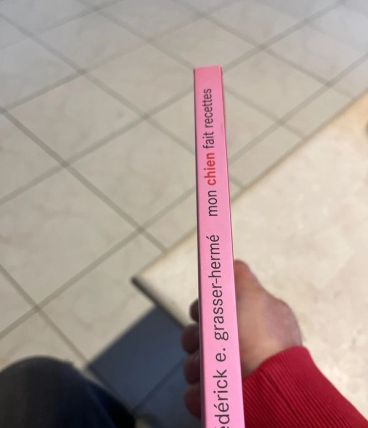 édérick e. grasser-hermé mon chien fait recettes